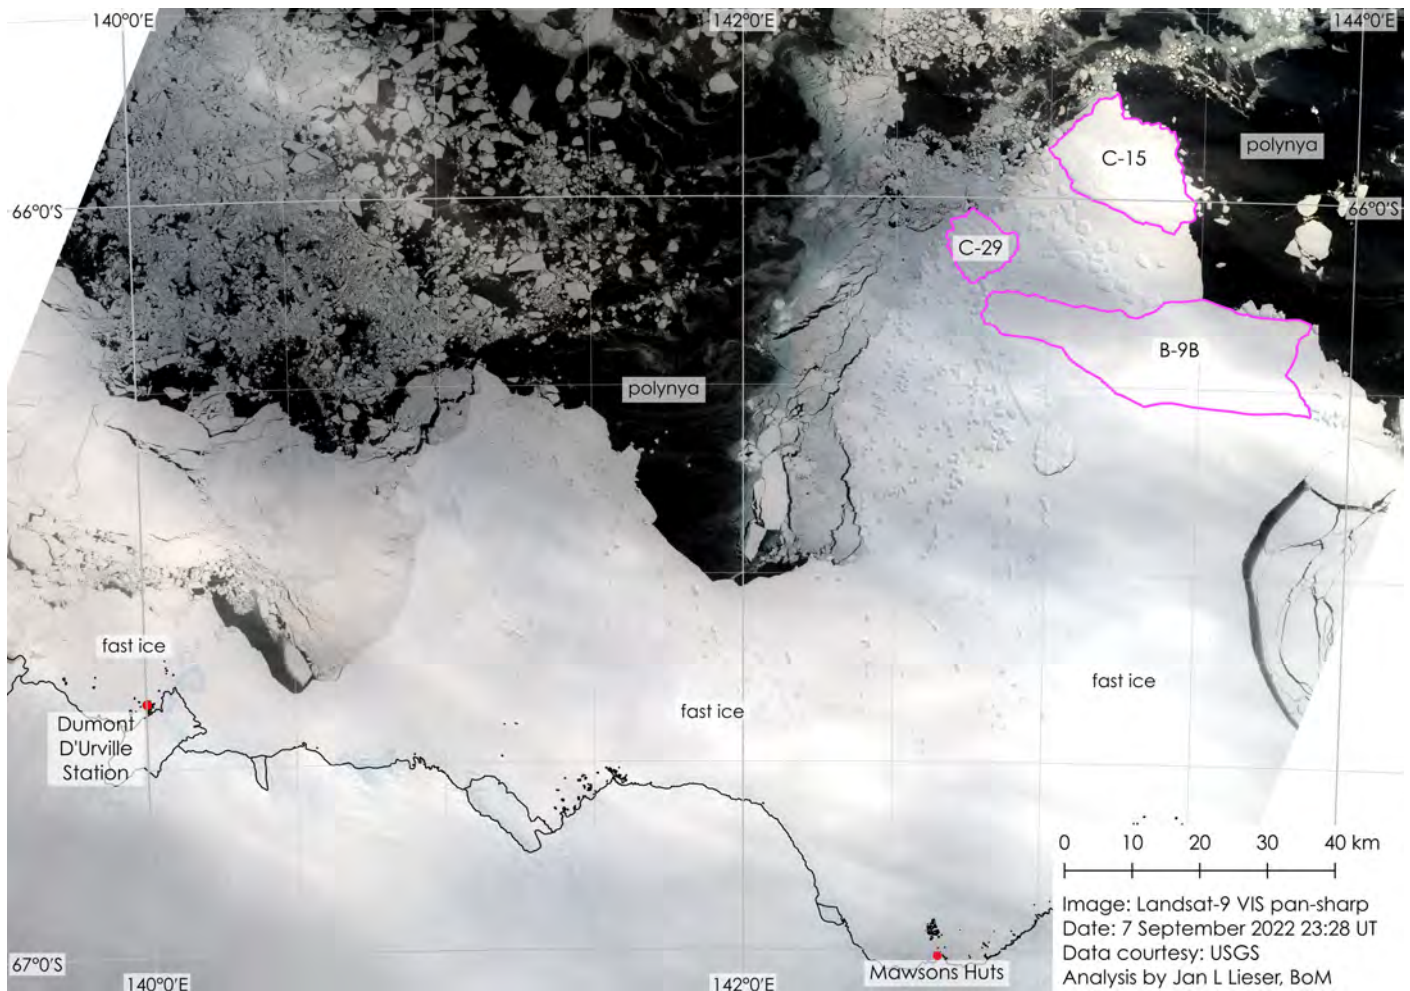 140°0'E
142°0'E
144°0'E
C-15
polynya
66°0'S
66°0'S
C-29
B-9B
polynya
fast ice
fast ice
fast ice
Dumont
D'Urville
Station
0 10 20 30 40 km
Image: Landsat-9 VIS pan-sharp
Date: 7 September 2022 23:28 UT
Data courtesy: USGS
Analysis by Jan L Lieser, BoM
67°0'S
140°0'E
142°0'E
Mawsons Huts